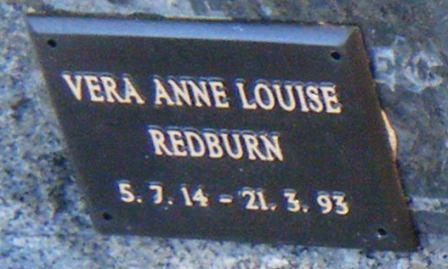 VERA ANNE LOUISE
REDBURN
5. 7. 14 - 21. 3. 93